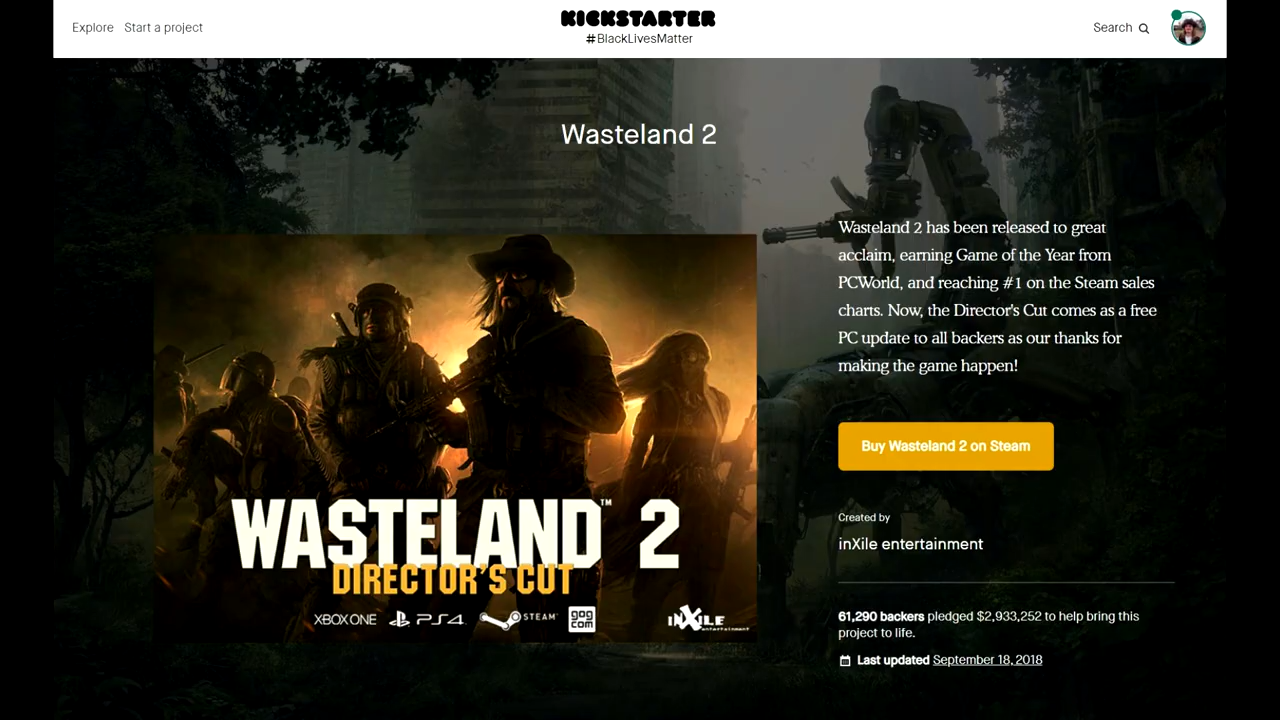 Explore Start a project
KICKSTARTER
#BlackLivesMatter
Search
Wasteland 2
Wasteland 2 has been released to great
acclaim, earning Game of the Year from
PCWorld, and reaching #1 on the Steam sales
charts. Now, the Director's Cut comes as a free
PC update to all backers as our thanks for
making the game happen!
Buy Wasteland 2 on Steam
Created by
inXile entertainment
61,290 backers pledged $2,933,252 to help bring this
project to life.
Last updated September 18, 2018
WASTELAND™ 2
DIRECTOR'S CUT
XBOX ONE PS4 STEAM™ gog com inXile entertainment